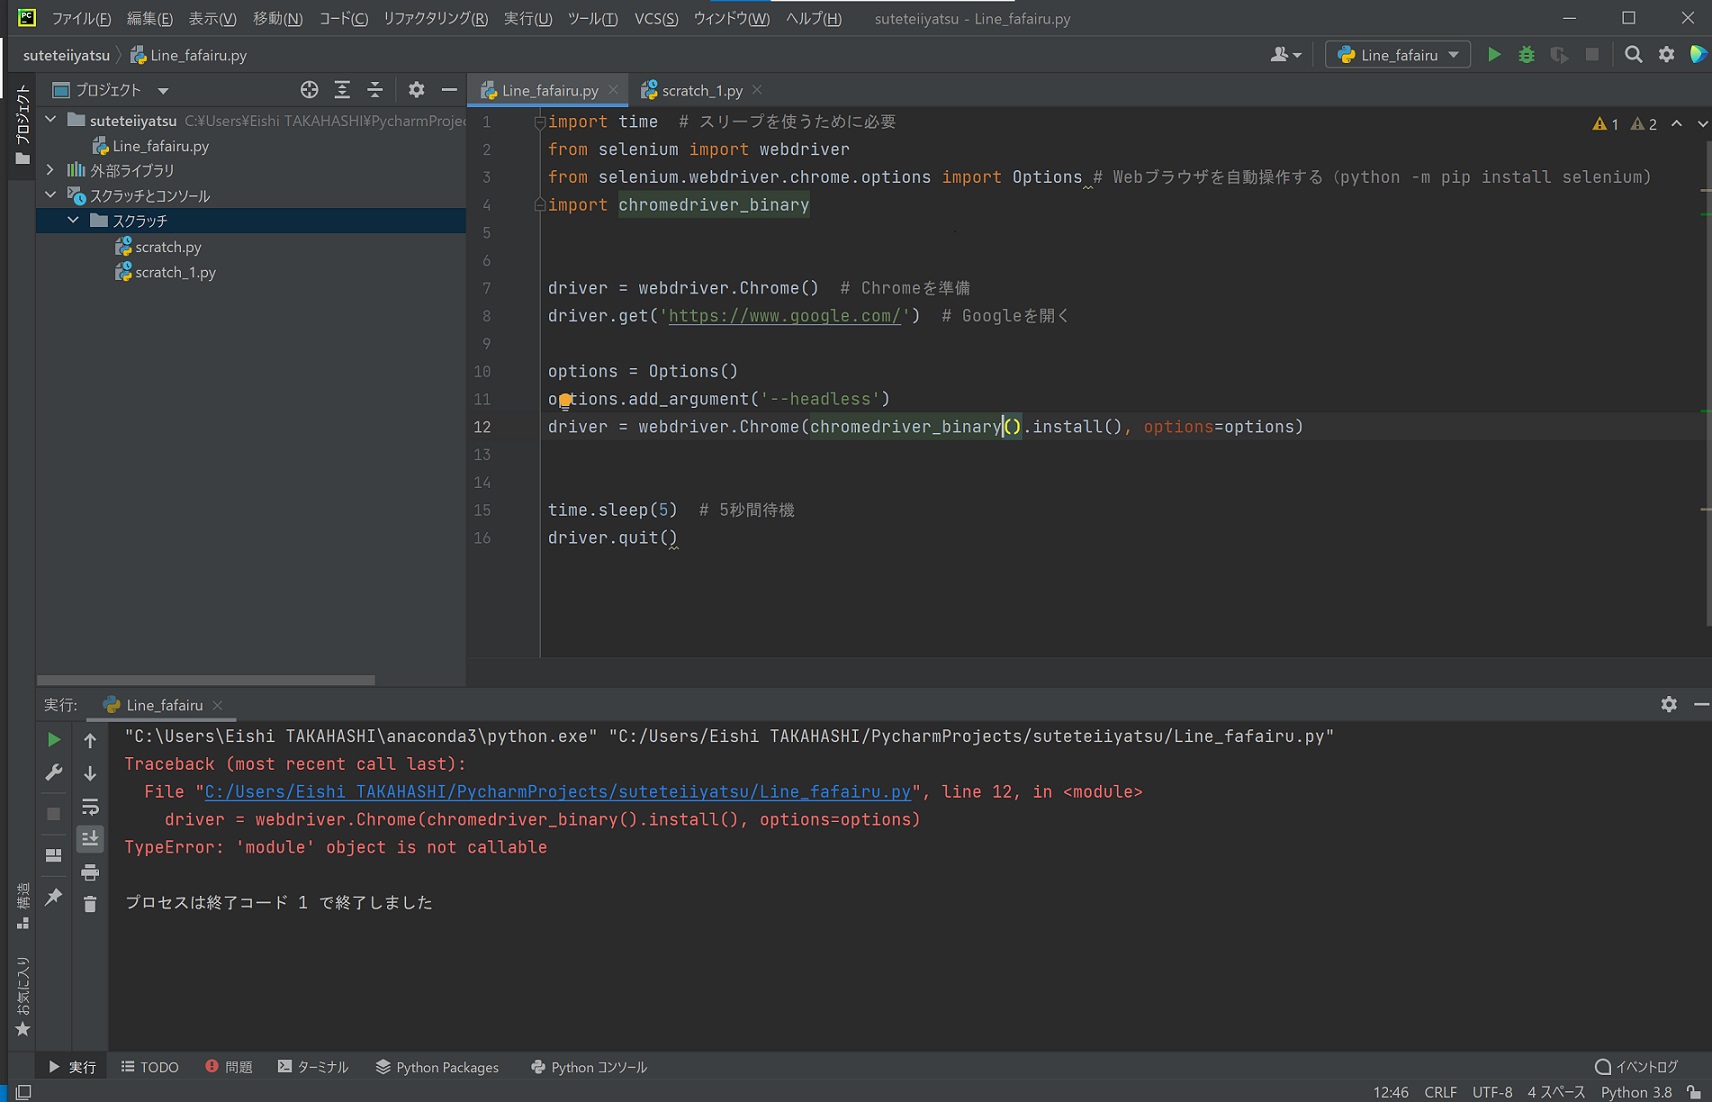 PC ファイル(F) 編集(E) 表示(V) 移動(N) コード(C) リファクタリング(R) 実行(U) ツール(T) VCS(S) ウィンドウ(W) ヘルプ(H) suteteiiyatsu - Line_fafairu.py
suteteiiyatsu 〉 Line_fafairu.py
Line_fafairu
プロジェクト
プロジェクト
suteteiiyatsu C:¥Users¥Eishi TAKAHASHI¥PycharmProjec
Line_fafairu.py
外部ライブラリ
スクラッチとコンソール
スクラッチ
scratch.py
scratch_1.py
Line_fafairu.py
scratch_1.py
1 2
1 import time  # スリープを使うために必要
2 from selenium import webdriver
3 from selenium.webdriver.chrome.options import Options # Webブラウザを自動操作する（python -m pip install selenium)
4 import chromedriver_binary
5
6
7 driver = webdriver.Chrome()  # Chromeを準備
8 driver.get('https://www.google.com/')  # Googleを開く
9
10 options = Options()
11 options.add_argument('--headless')
12 driver = webdriver.Chrome(chromedriver_binary().install(), options=options)
13
14
15 time.sleep(5)  # 5秒間待機
16 driver.quit()
実行: Line_fafairu
"C:\Users\Eishi TAKAHASHI\anaconda3\python.exe" "C:/Users/Eishi TAKAHASHI/PycharmProjects/suteteiiyatsu/Line_fafairu.py"
Traceback (most recent call last):
File "C:/Users/Eishi TAKAHASHI/PycharmProjects/suteteiiyatsu/Line_fafairu.py", line 12, in <module>
driver = webdriver.Chrome(chromedriver_binary().install(), options=options)
TypeError: 'module' object is not callable
プロセスは終了コード 1 で終了しました
構造
お気に入り
実行 TODO 問題 ターミナル Python Packages Python コンソール イベントログ
12:46 CRLF UTF-8 4 スペース Python 3.8